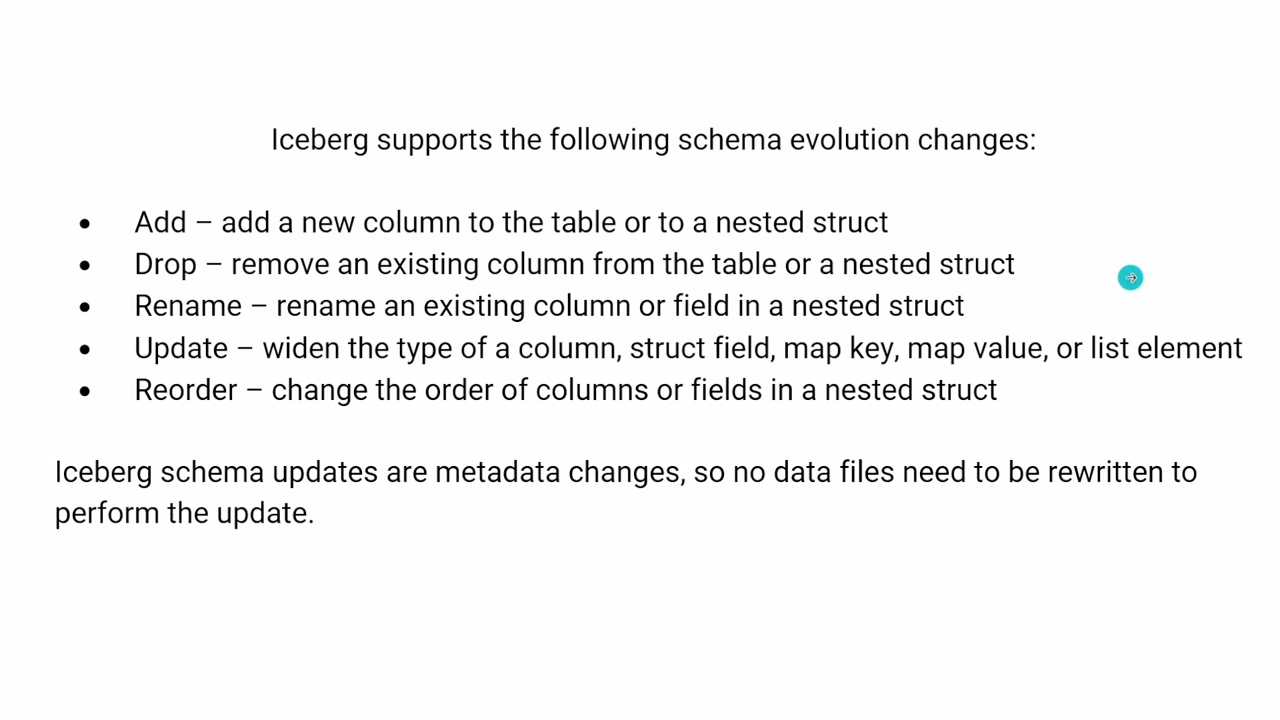 Iceberg supports the following schema evolution changes:
• Add – add a new column to the table or to a nested struct
• Drop – remove an existing column from the table or a nested struct
• Rename – rename an existing column or field in a nested struct
• Update – widen the type of a column, struct field, map key, map value, or list element
• Reorder – change the order of columns or fields in a nested struct
Iceberg schema updates are metadata changes, so no data files need to be rewritten to
perform the update.